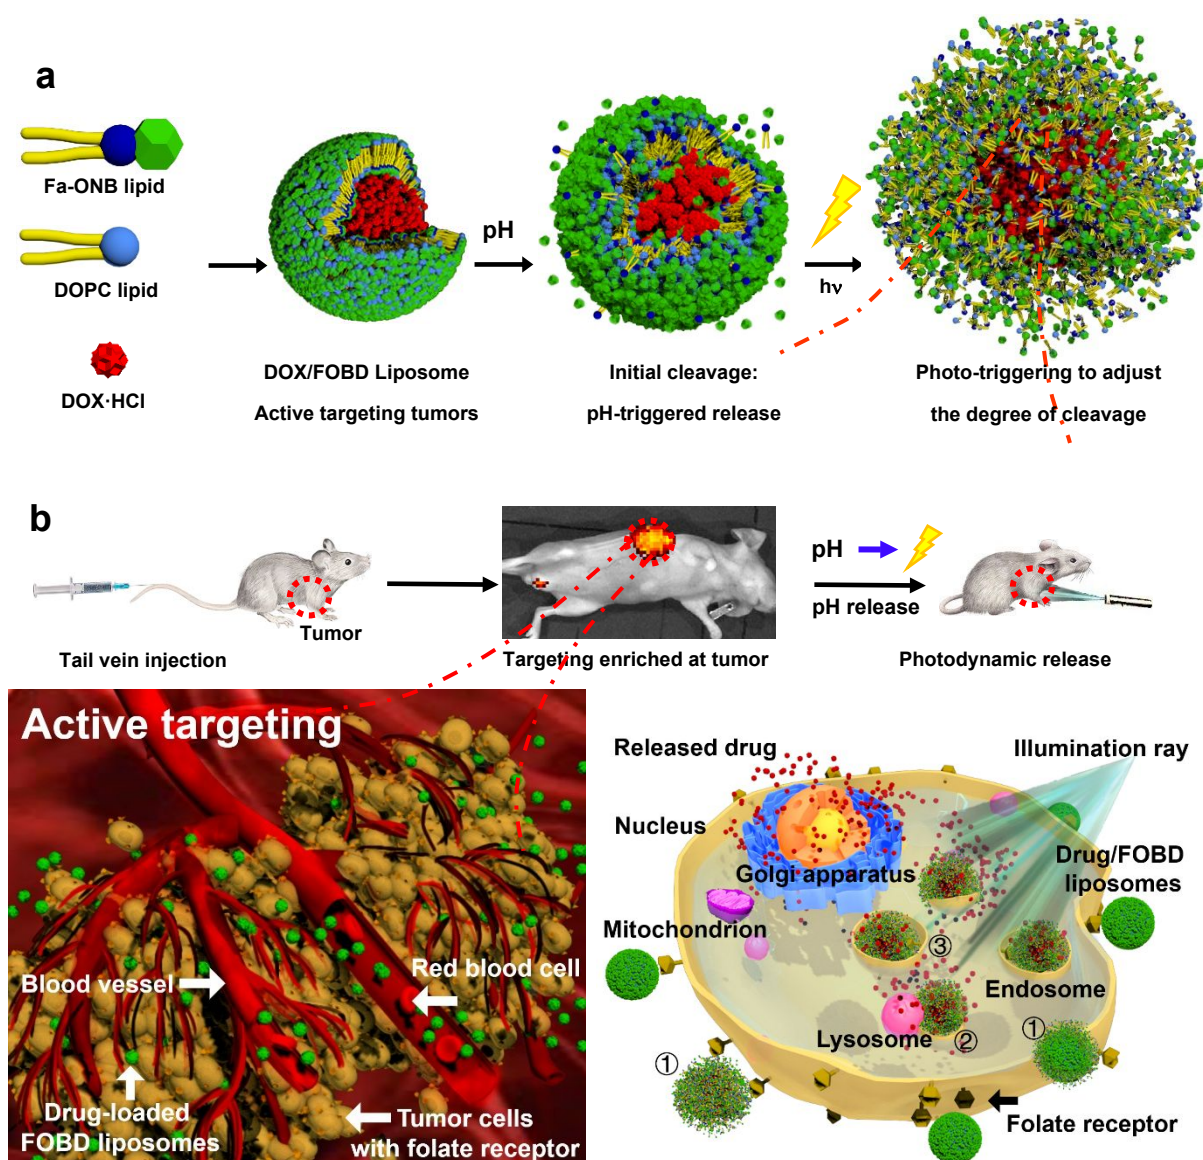 a
Fa-ONB lipid
DOPC lipid
DOX·HCl
pH
hν
DOX/FOBD Liposome
Active targeting tumors
Initial cleavage:
pH-triggered release
Photo-triggering to adjust
the degree of cleavage
b
Tumor
Tail vein injection
Targeting enriched at tumor
pH
pH release
Photodynamic release
Active targeting
Blood vessel
Red blood cell
Drug-loaded
FOBD liposomes
Tumor cells
with folate receptor
Released drug
Illumination ray
Nucleus
Golgi apparatus
Drug/FOBD
liposomes
Mitochondrion
③
Endosome
Lysosome
②
①
①
Folate receptor